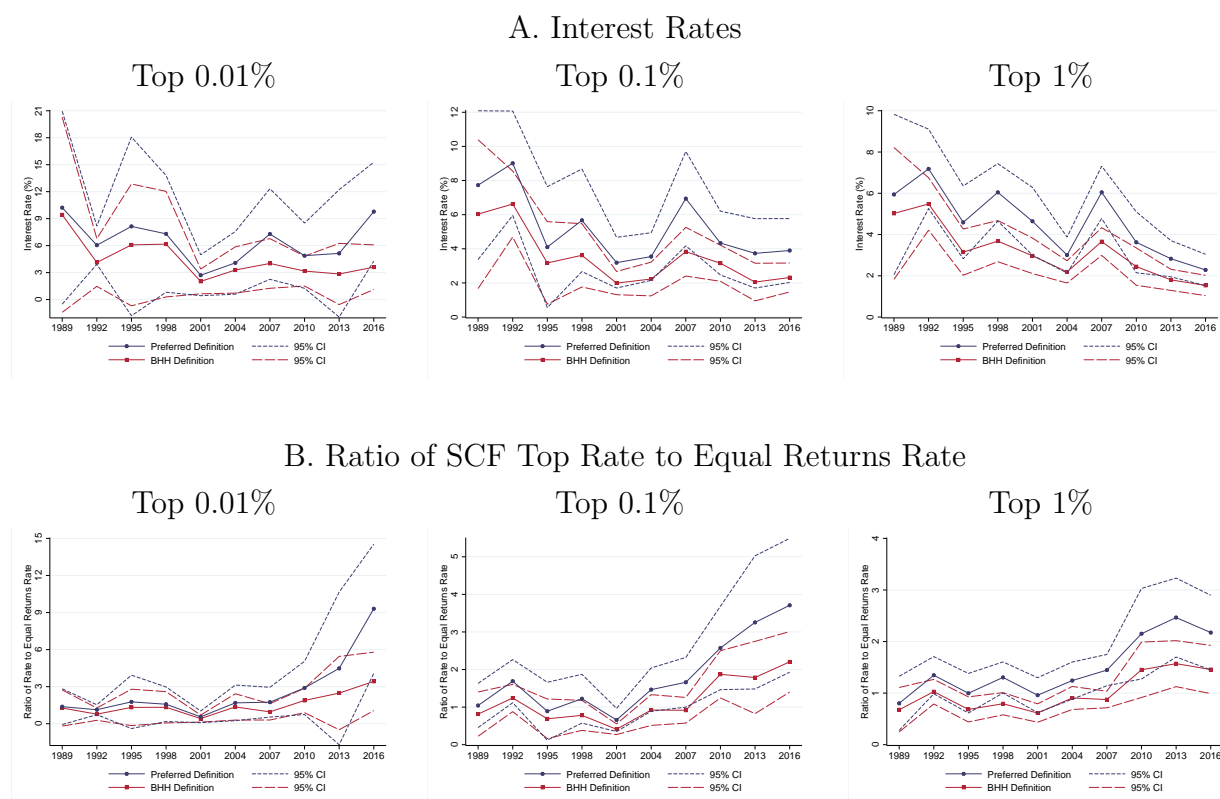 A. Interest Rates
Top 0.01%
Top 0.1%
Top 1%
Interest Rate (%)
21
18
15
12
9
6
3
0
1989 1992 1995 1998 2001 2004 2007 2010 2013 2016
Preferred Definition 95% CI
BHH Definition 95% CI
Interest Rate (%)
12
10
8
6
4
2
0
1989 1992 1995 1998 2001 2004 2007 2010 2013 2016
Preferred Definition 95% CI
BHH Definition 95% CI
Interest Rate (%)
10
8
6
4
2
0
1989 1992 1995 1998 2001 2004 2007 2010 2013 2016
Preferred Definition 95% CI
BHH Definition 95% CI
B. Ratio of SCF Top Rate to Equal Returns Rate
Top 0.01%
Top 0.1%
Top 1%
Ratio of Rate to Equal Returns Rate
15
12
9
6
3
0
1989 1992 1995 1998 2001 2004 2007 2010 2013 2016
Preferred Definition 95% CI
BHH Definition 95% CI
Ratio of Rate to Equal Returns Rate
5
4
3
2
1
0
1989 1992 1995 1998 2001 2004 2007 2010 2013 2016
Preferred Definition 95% CI
BHH Definition 95% CI
Ratio of Rate to Equal Returns Rate
4
3
2
1
0
1989 1992 1995 1998 2001 2004 2007 2010 2013 2016
Preferred Definition 95% CI
BHH Definition 95% CI